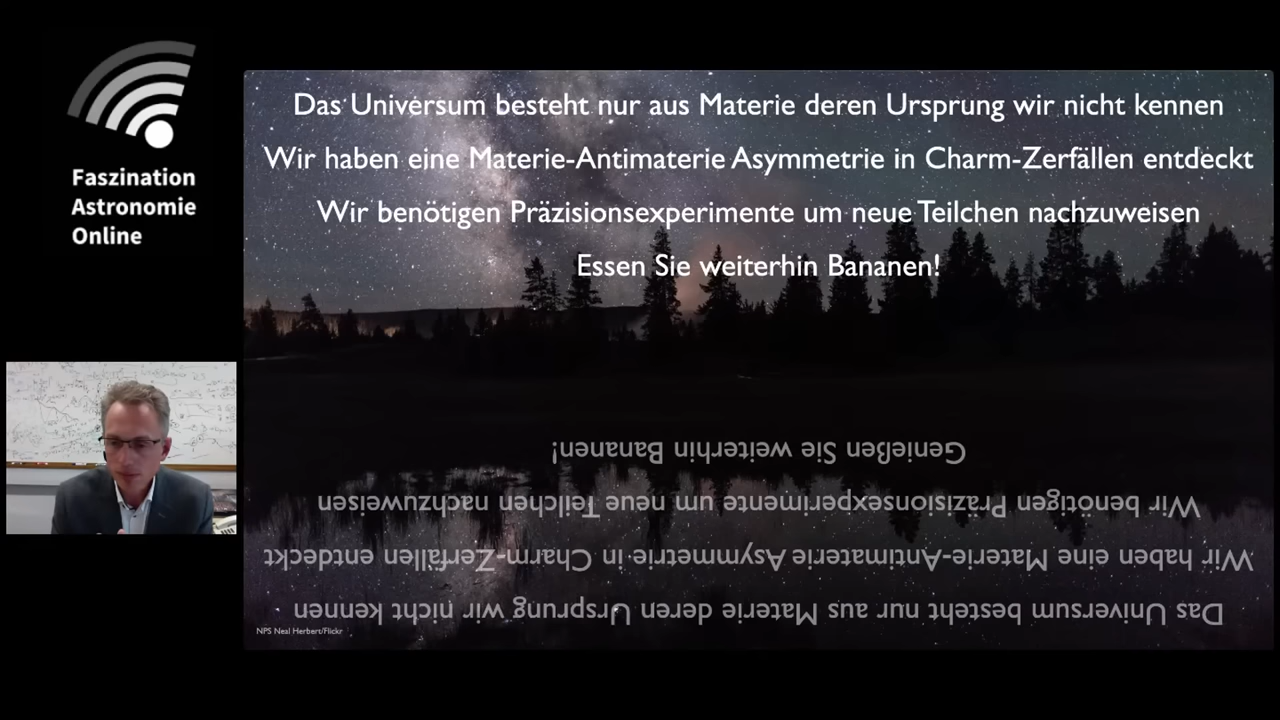 Faszination
Astronomie
Online
Das Universum besteht nur aus Materie deren Ursprung wir nicht kennen
Wir haben eine Materie-Antimaterie Asymmetrie in Charm-Zerfällen entdeckt
Wir benötigen Präzisionsexperimente um neue Teilchen nachzuweisen
Essen Sie weiterhin Bananen!
Genießen Sie weiterhin Bananen!
Wir benötigen Präzisionsexperimente um neue Teilchen nachzuweisen
Wir haben eine Materie-Antimaterie Asymmetrie in Charm-Zerfällen entdeckt
Das Universum besteht nur aus Materie deren Ursprung wir nicht kennen
NPS Neal Herbert/Flickr